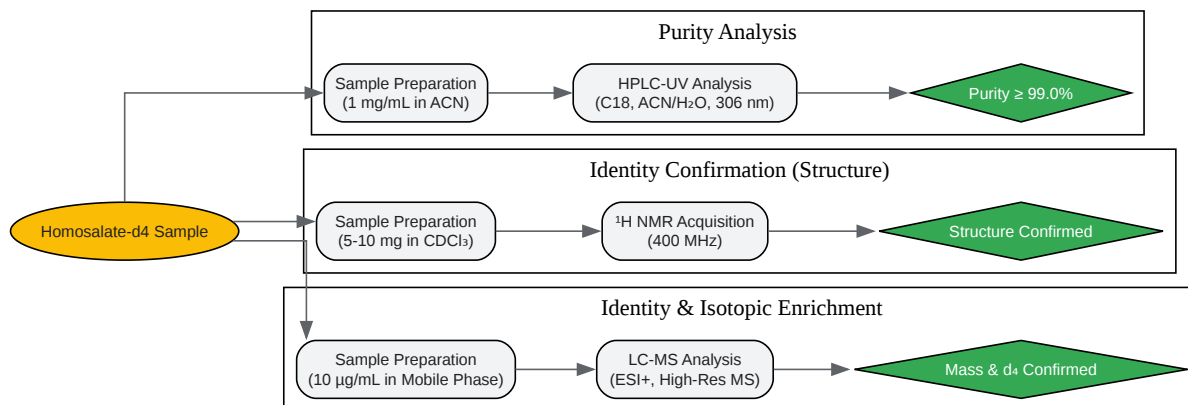 Purity Analysis
Sample Preparation
(1 mg/mL in ACN)
HPLC-UV Analysis
(C18, ACN/H₂O, 306 nm)
Purity ≥ 99.0%
Identity Confirmation (Structure)
Homosalate-d4 Sample
Sample Preparation
(5-10 mg in CDCl₃)
¹H NMR Acquisition
(400 MHz)
Structure Confirmed
Identity & Isotopic Enrichment
Sample Preparation
(10 µg/mL in Mobile Phase)
LC-MS Analysis
(ESI+, High-Res MS)
Mass & d₄ Confirmed